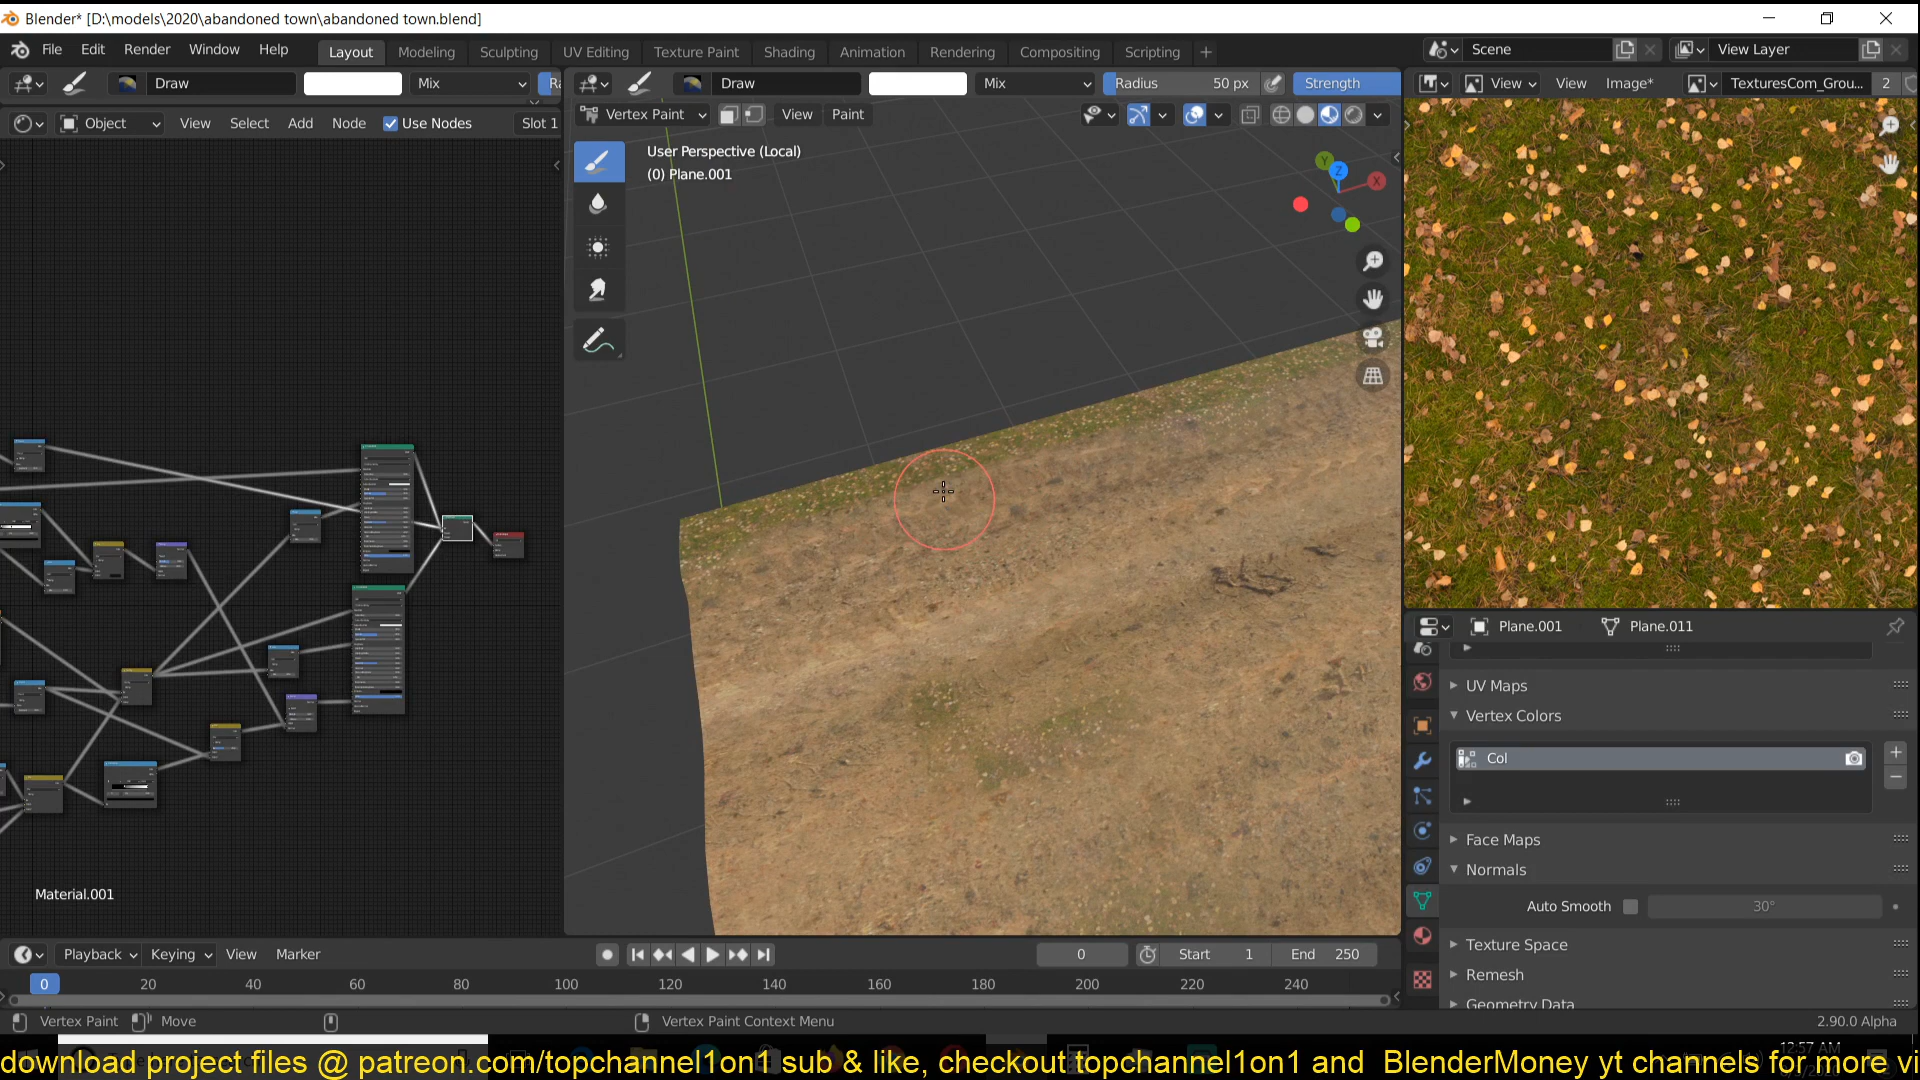 Blender* [D:\models\2020\abandoned town\abandoned town.blend]
File Edit Render Window Help Layout Modeling Sculpting UV Editing Texture Paint Shading Animation Rendering Compositing Scripting + Scene View Layer
Draw Mix Draw Mix Radius 50 px Strength View View Image* TexturesCom_Grou... 2
Object View Select Add Node Use Nodes Slot 1 Vertex Paint View Paint
User Perspective (Local)
(0) Plane.001
Y Z X
Plane.001 Plane.011
UV Maps
Vertex Colors
Col
Face Maps
Normals
Auto Smooth 30°
Texture Space
Remesh
Geometry Data
Material.001
Playback Keying View Marker 0 Start 1 End 250
0 20 40 60 80 100 120 140 160 180 200 220 240
Vertex Paint Move Vertex Paint Context Menu 2.90.0 Alpha
12:57 AM
download project files @ patreon.com/topchannel1on1 sub & like, checkout topchannel1on1 and BlenderMoney yt channels for more vi